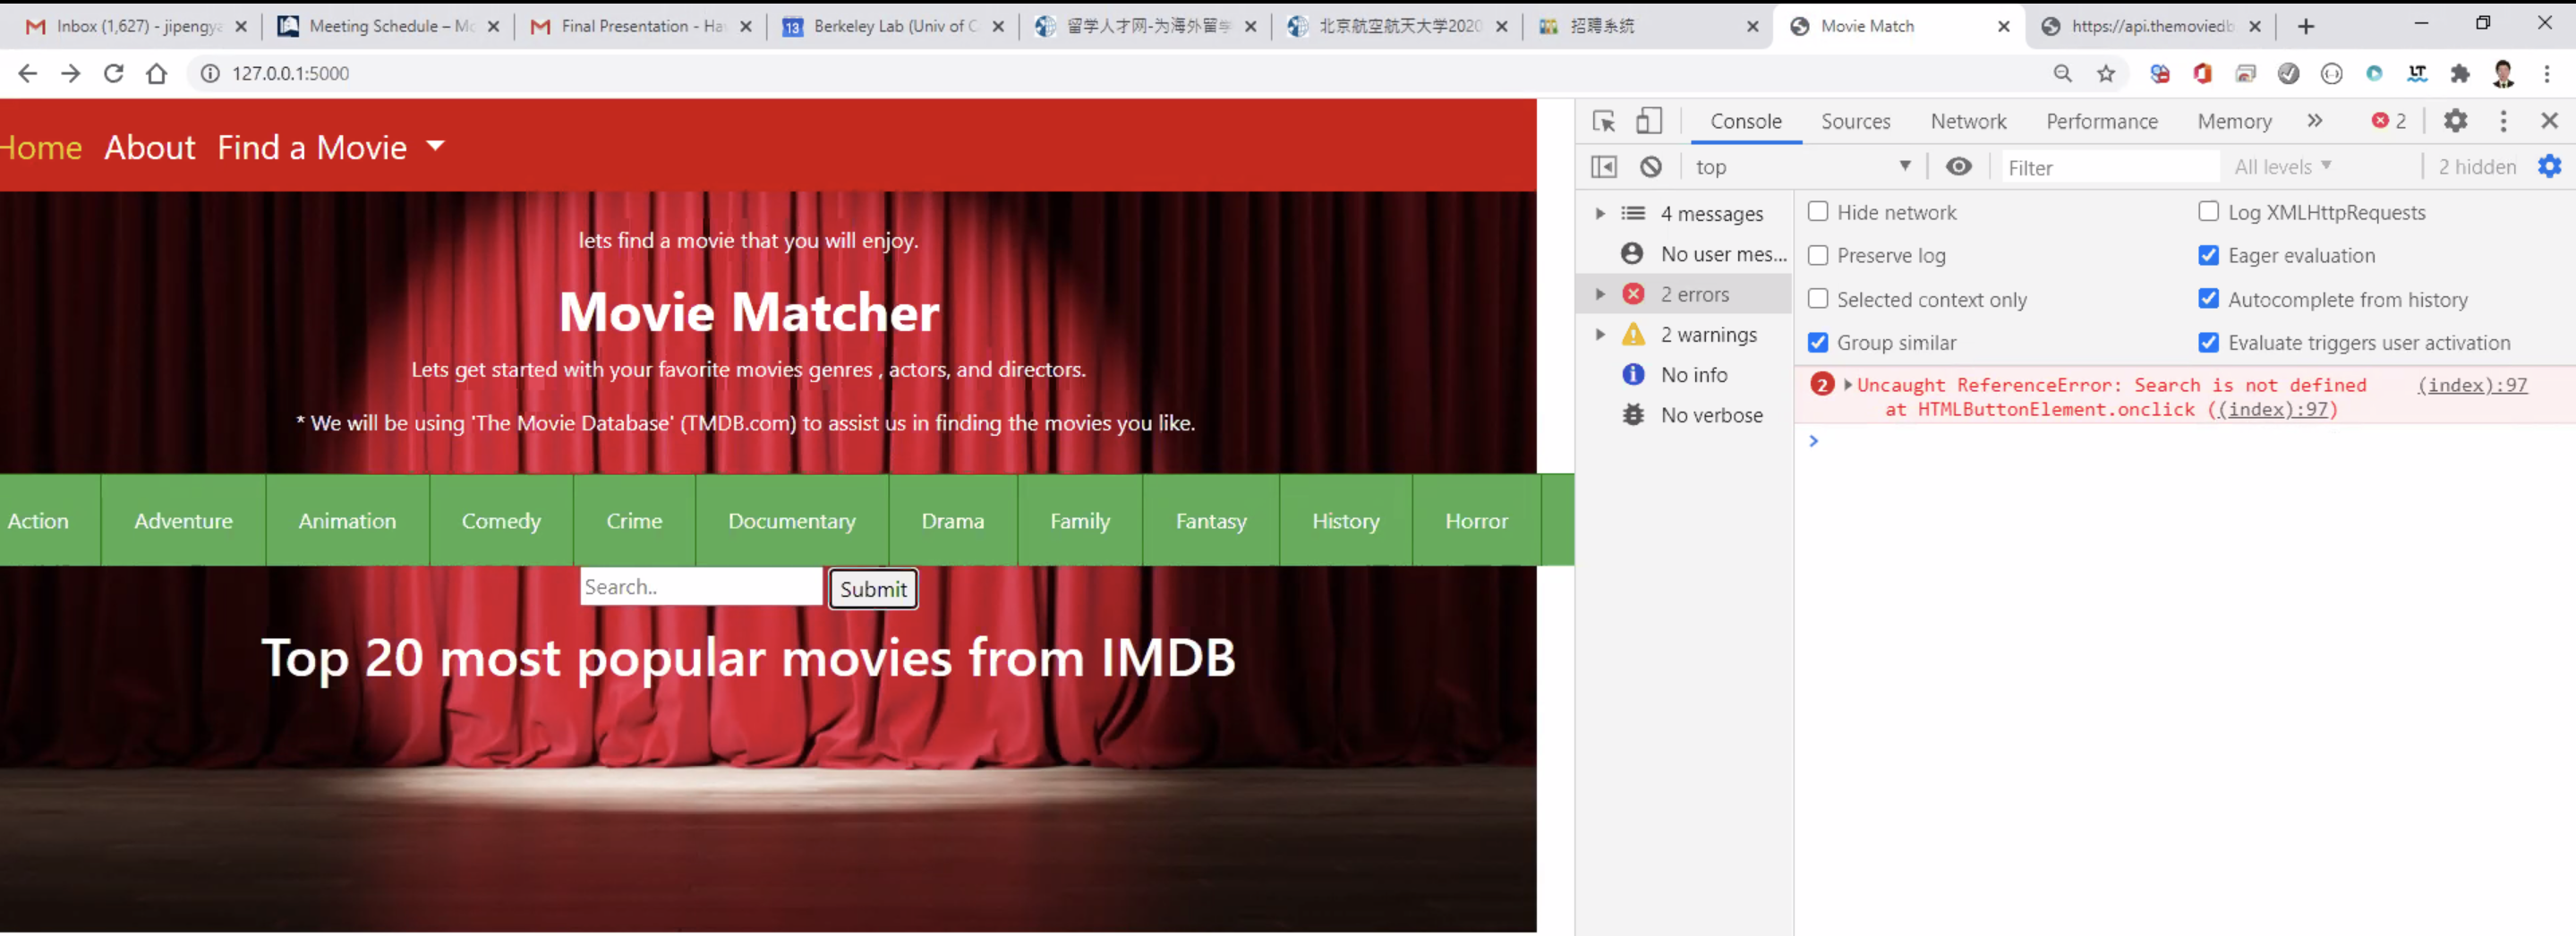 Inbox (1,627) - jipengya
Meeting Schedule – Mc
Final Presentation - Ha
13
Berkeley Lab (Univ of C
留学人才网-为海外留学
北京航空航天大学2020
招聘系统
Movie Match
https://api.themoviedb
127.0.0.1:5000
Home About Find a Movie
lets find a movie that you will enjoy.
Movie Matcher
Lets get started with your favorite movies genres , actors, and directors.
* We will be using 'The Movie Database' (TMDB.com) to assist us in finding the movies you like.
Action Adventure Animation Comedy Crime Documentary Drama Family Fantasy History Horror
Search.. Submit
Top 20 most popular movies from IMDB
Console Sources Network Performance Memory 2
top Filter All levels 2 hidden
4 messages
No user mes...
2 errors
2 warnings
No info
No verbose
Hide network Log XMLHttpRequests
Preserve log Eager evaluation
Selected context only Autocomplete from history
Group similar Evaluate triggers user activation
2 Uncaught ReferenceError: Search is not defined (index):97
at HTMLButtonElement.onclick ((index):97)